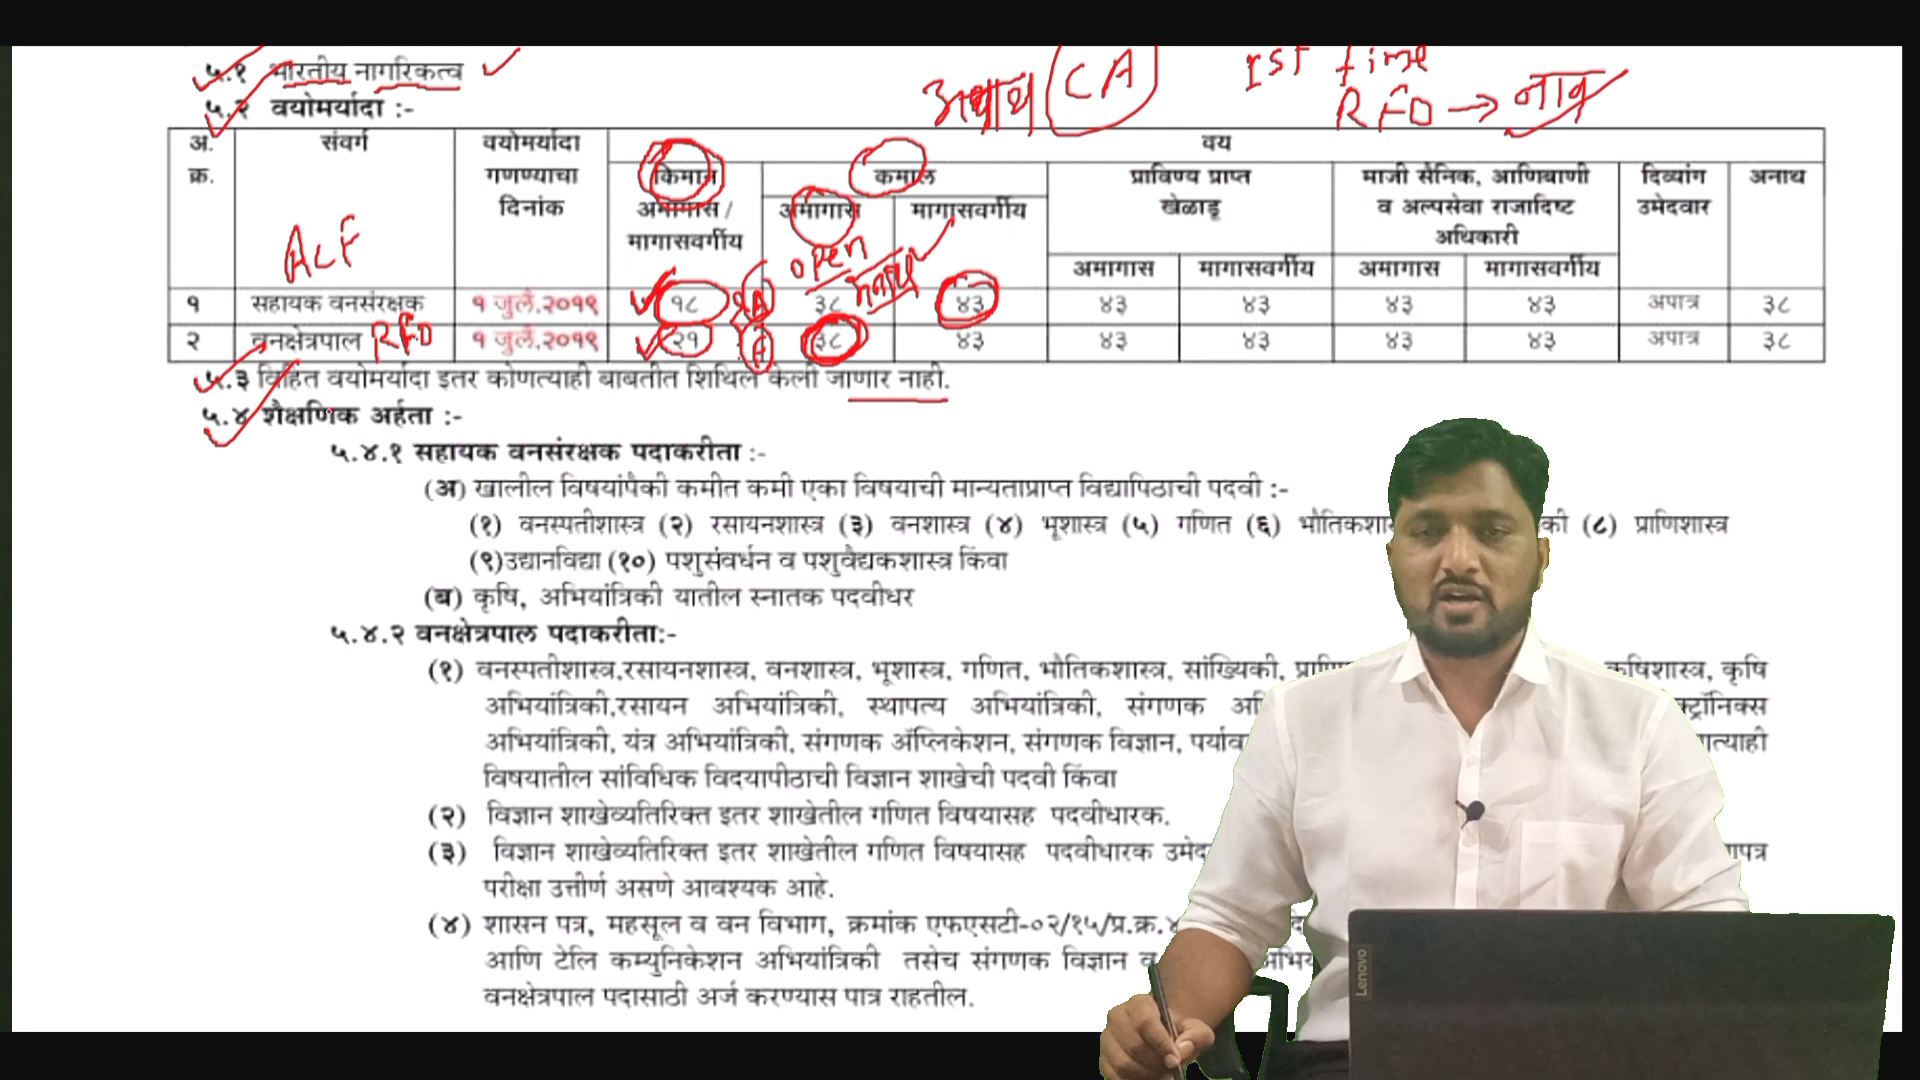 ५.१ भारतीय नागरिकत्व
CA
1ST time
५.२ वयोमर्यादा :-
RFO → नाव
अ.क्र. संवर्ग वयोमर्यादा गणण्याचा दिनांक वय
किमान कमाल प्राविण्य प्राप्त खेळाडू माजी सैनिक, आणिबाणी व अल्पसेवा राजादिष्ट अधिकारी दिव्यांग उमेदवार अनाथ
अमागास / मागासवर्गीय अमागास मागासवर्गीय अमागास मागासवर्गीय अमागास मागासवर्गीय
ACF open
१ सहायक वनसंरक्षक १ जुलै.२०१९ १८ A ३८ ४३ ४३ ४३ ४३ ४३ अपात्र ३८
२ वनक्षेत्रपाल RFO १ जुलै.२०१९ २१ ३८ ४३ ४३ ४३ ४३ ४३ अपात्र ३८
५.३ विहित वयोमर्यादा इतर कोणत्याही बाबतीत शिथिल केली जाणार नाही.
५.४ शैक्षणिक अर्हता :-
५.४.१ सहायक वनसंरक्षक पदाकरीता :-
(अ) खालील विषयांपैकी कमीत कमी एका विषयाची मान्यताप्राप्त विद्यापिठाची पदवी :-
(१) वनस्पतीशास्त्र (२) रसायनशास्त्र (३) वनशास्त्र (४) भूशास्त्र (५) गणित (६) की (८) प्राणिशास्त्र
(९)उद्यानविद्या (१०) पशुसंवर्धन व पशुवैद्यकशास्त्र किंवा
(ब) कृषि, अभियांत्रिकी यातील स्नातक पदवीधर
५.४.२ वनक्षेत्रपाल पदाकरीता:-
(१) वनस्पतीशास्त्र,रसायनशास्त्र, वनशास्त्र, भूशास्त्र, गणित, भौतिकशास्त्र, सांख्यिकी, कृषि
अभियांत्रिकी,रसायन अभियांत्रिकी, स्थापत्य अभियांत्रिकी, संगणक
अभियांत्रिकी, यंत्र अभियांत्रिकी, संगणक ॲप्लिकेशन, संगणक विज्ञान,
विषयातील सांविधिक विदयापीठाची विज्ञान शाखेची पदवी किंवा
(२) विज्ञान शाखेव्यतिरिक्त इतर शाखेतील गणित विषयासह पदवीधारक.
(३) विज्ञान शाखेव्यतिरिक्त इतर शाखेतील गणित विषयासह पदवीधारक
परीक्षा उत्तीर्ण असणे आवश्यक आहे.
(४) शासन पत्र, महसूल व वन विभाग, क्रमांक एफएसटी-०२/१५/प्र.क्र.
आणि टेलि कम्युनिकेशन अभियांत्रिकी तसेच संगणक विज्ञान व
वनक्षेत्रपाल पदासाठी अर्ज करण्यास पात्र राहतील.
Lenovo